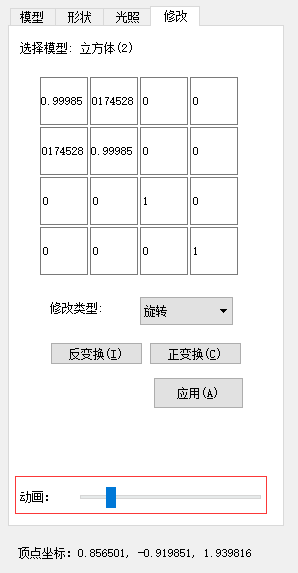 模型 形状 光照 修改
选择模型: 立方体(2)
0.99985 0174528 0 0
0174528 0.99985 0 0
0 0 1 0
0 0 0 1
修改类型: 旋转
反变换(I) 正变换(C)
应用(A)
动画:
顶点坐标: 0.856501, -0.919851, 1.939816